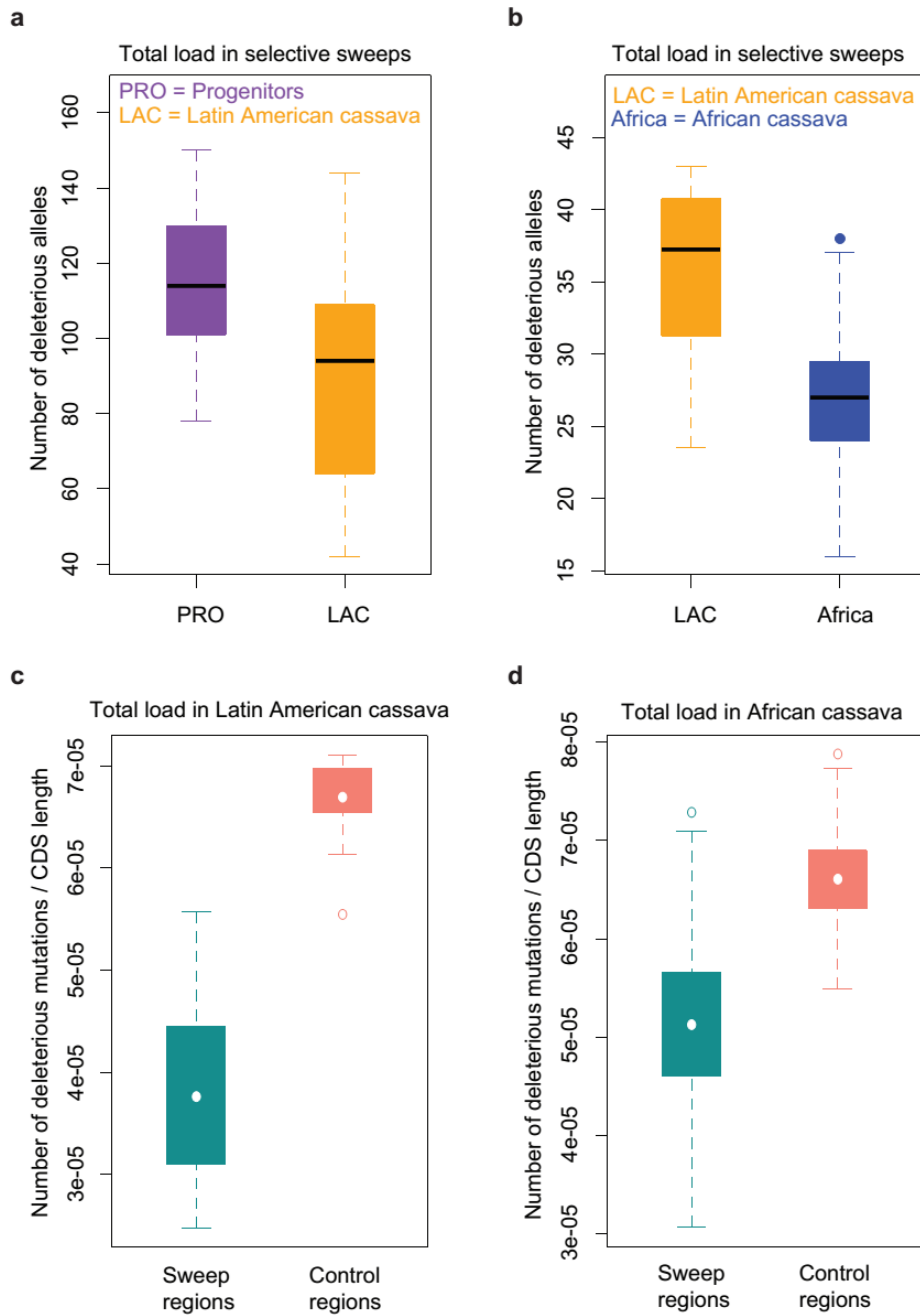 a
Total load in selective sweeps
PRO = Progenitors
LAC = Latin American cassava
Number of deleterious alleles
160
140
120
100
80
60
40
PRO
LAC
b
Total load in selective sweeps
LAC = Latin American cassava
Africa = African cassava
Number of deleterious alleles
45
40
35
30
25
20
15
LAC
Africa
c
Total load in Latin American cassava
Number of deleterious mutations / CDS length
7e-05
6e-05
5e-05
4e-05
3e-05
Sweep
regions
Control
regions
d
Total load in African cassava
Number of deleterious mutations / CDS length
8e-05
7e-05
6e-05
5e-05
4e-05
3e-05
Sweep
regions
Control
regions